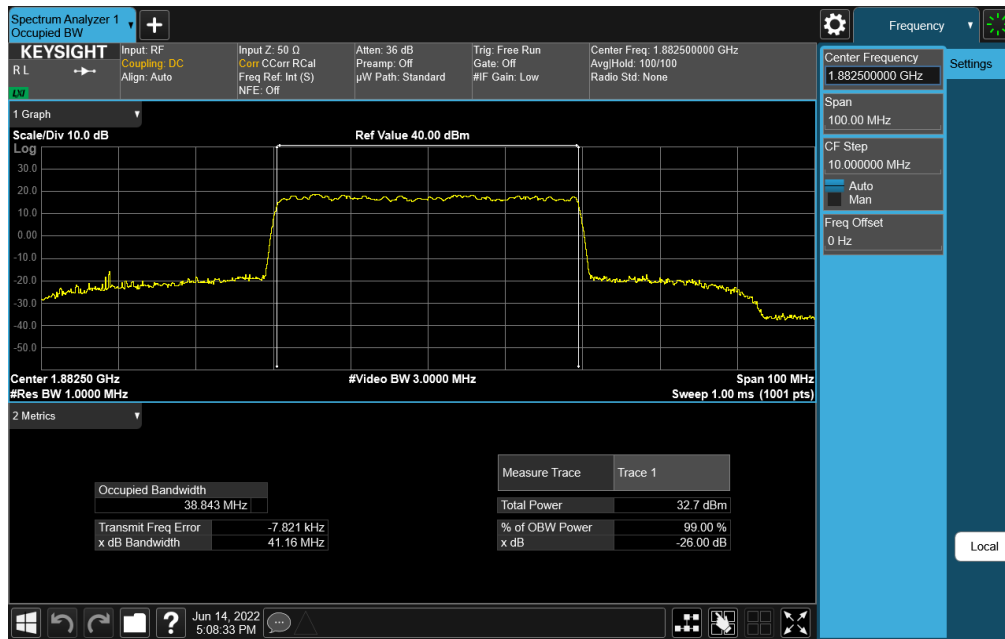 Spectrum Analyzer 1
Occupied BW
Frequency
KEYSIGHT
R L
LXI
Input: RF
Coupling: DC
Align: Auto
Input Z: 50 Ω
Corr CCorr RCal
Freq Ref: Int (S)
NFE: Off
Atten: 36 dB
Preamp: Off
µW Path: Standard
Trig: Free Run
Gate: Off
#IF Gain: Low
Center Freq: 1.882500000 GHz
Avg|Hold: 100/100
Radio Std: None
Center Frequency
1.882500000 GHz
Settings
Span
100.00 MHz
CF Step
10.000000 MHz
Auto
Man
Freq Offset
0 Hz
Local
1 Graph
Scale/Div 10.0 dB
Ref Value 40.00 dBm
Log
30.0
20.0
10.0
0.00
-10.0
-20.0
-30.0
-40.0
-50.0
Center 1.88250 GHz
#Video BW 3.0000 MHz
Span 100 MHz
#Res BW 1.0000 MHz
Sweep 1.00 ms (1001 pts)
2 Metrics
Occupied Bandwidth
38.843 MHz
Transmit Freq Error -7.821 kHz
x dB Bandwidth 41.16 MHz
Measure Trace Trace 1
Total Power 32.7 dBm
% of OBW Power 99.00 %
x dB -26.00 dB
?
Jun 14, 2022
5:08:33 PM